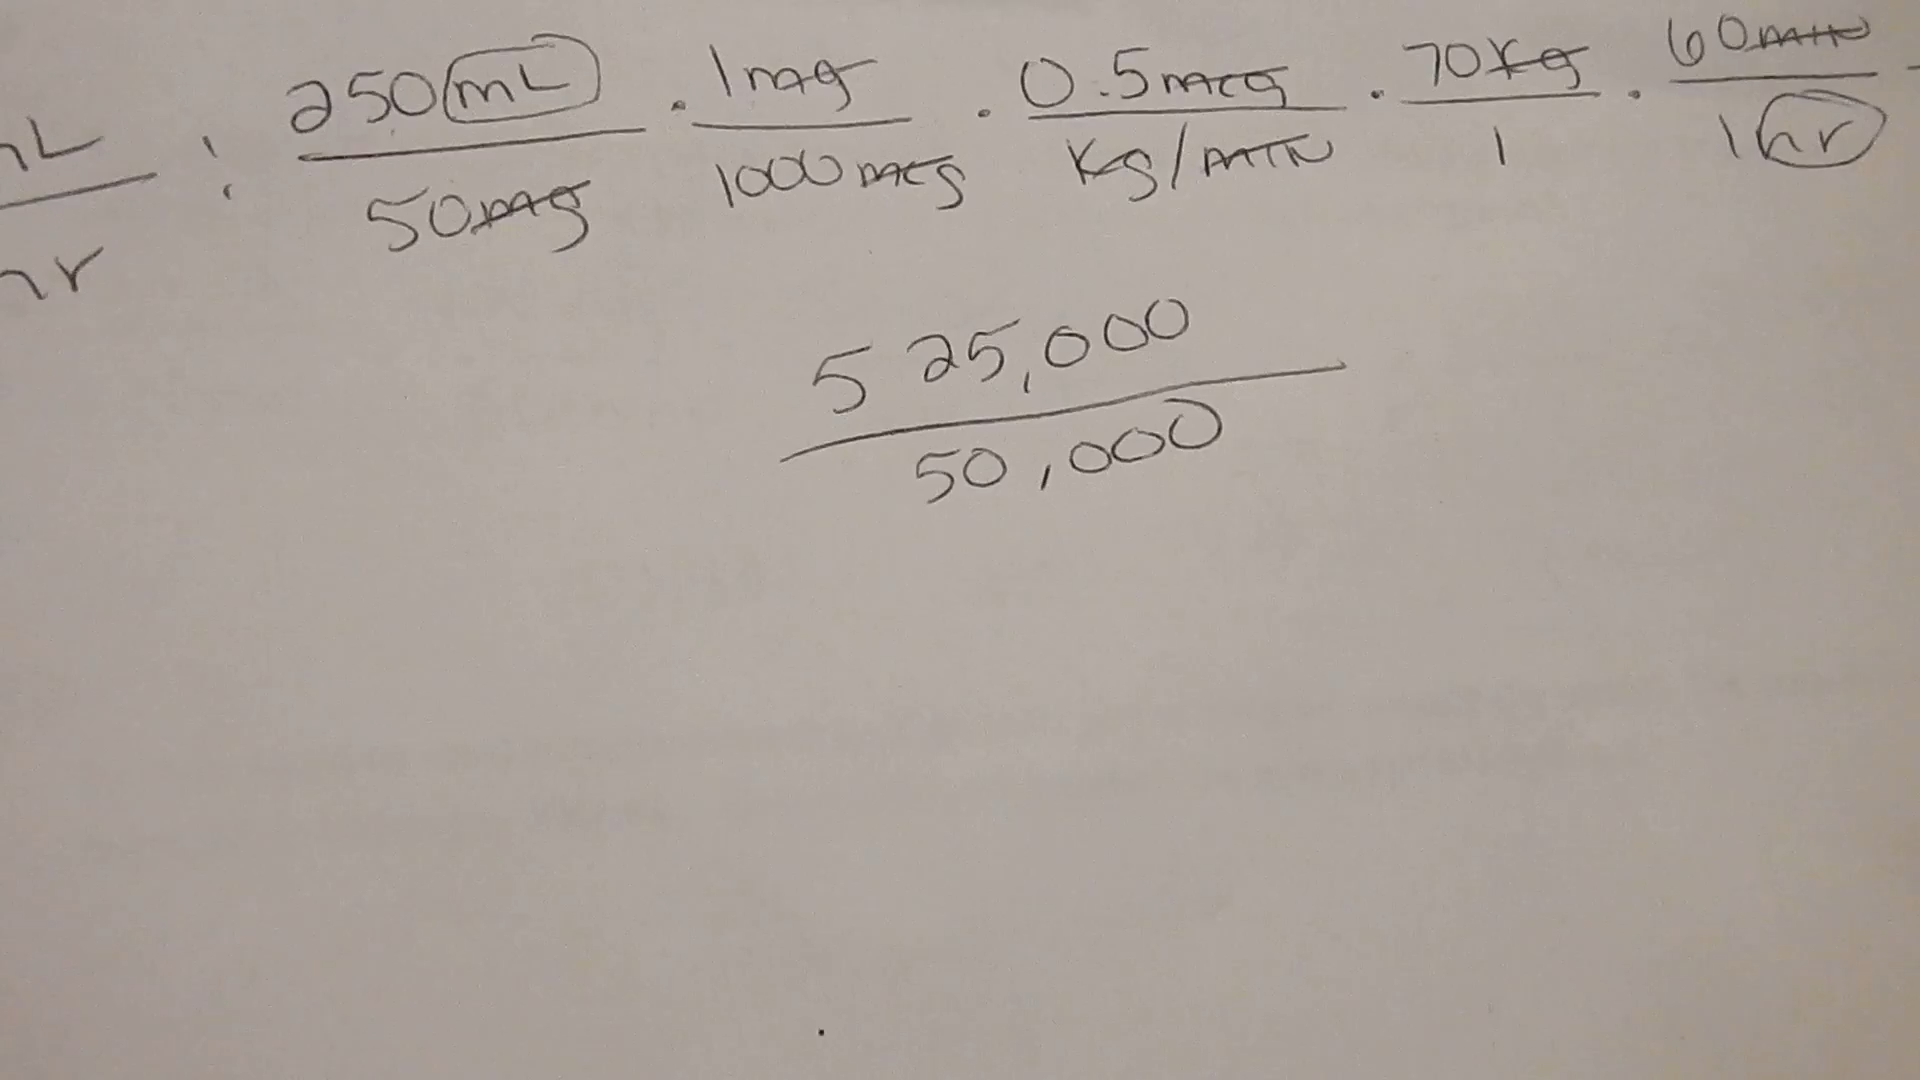 mL : 250 mL . 1 mg . 0.5 mcg . 70 Kg . 60 min
hr 50 mg 1000 mcg Kg/min 1 1 hr
525,000
50,000